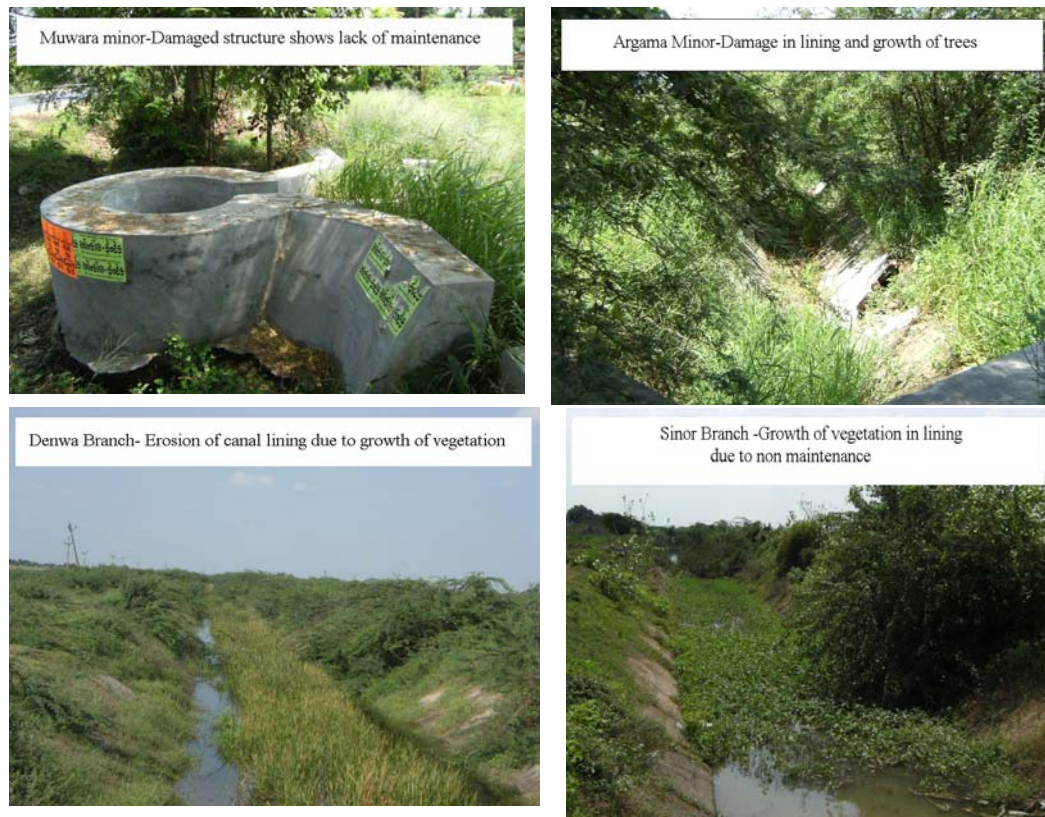 Muwara minor-Damaged structure shows lack of maintenance
Argama Minor-Damage in lining and growth of trees
Denwa Branch- Erosion of canal lining due to growth of vegetation
Sinor Branch -Growth of vegetation in lining
due to non maintenance